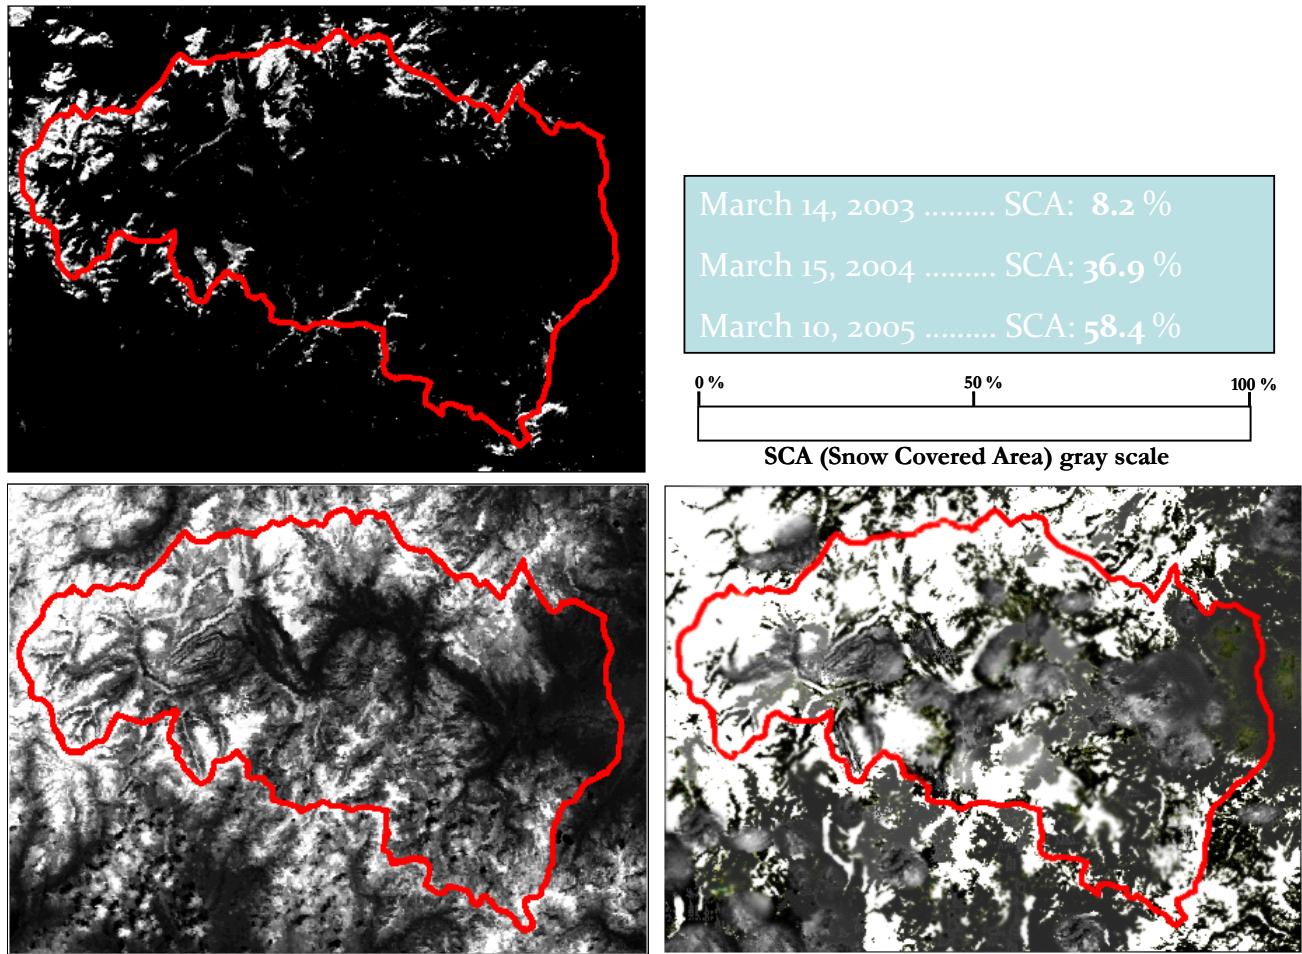 March 14, 2003 ......... SCA: 8.2 %
March 15, 2004 ......... SCA: 36.9 %
March 10, 2005 ......... SCA: 58.4 %
0 % 50 % 100 %
SCA (Snow Covered Area) gray scale